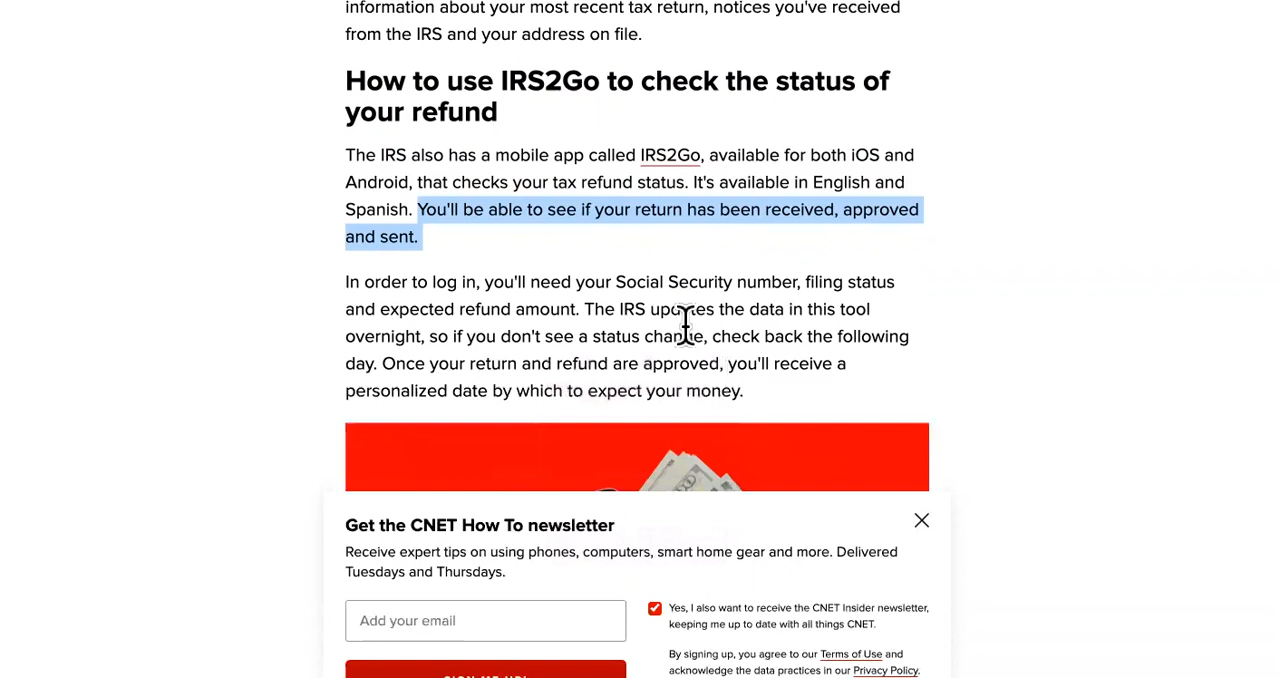 information about your most recent tax return, notices you've received
from the IRS and your address on file.
How to use IRS2Go to check the status of
your refund
The IRS also has a mobile app called IRS2Go, available for both iOS and
Android, that checks your tax refund status. It's available in English and
Spanish. You'll be able to see if your return has been received, approved
and sent.
In order to log in, you'll need your Social Security number, filing status
and expected refund amount. The IRS updates the data in this tool
overnight, so if you don't see a status change, check back the following
day. Once your return and refund are approved, you'll receive a
personalized date by which to expect your money.
Get the CNET How To newsletter
Receive expert tips on using phones, computers, smart home gear and more. Delivered
Tuesdays and Thursdays.
Add your email
Yes, I also want to receive the CNET Insider newsletter,
keeping me up to date with all things CNET.
By signing up, you agree to our Terms of Use and
acknowledge the data practices in our Privacy Policy.
SIGN ME UP!